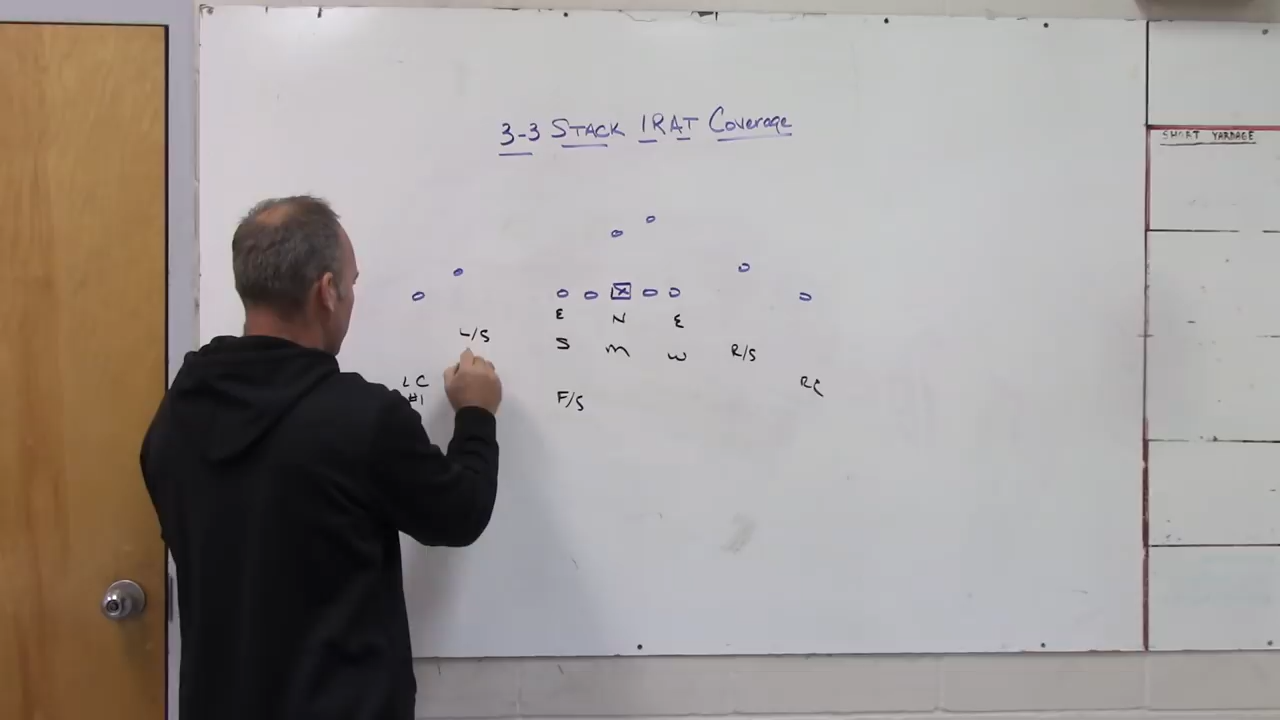 3-3 STACK 1RAT Coverage
SHORT YARDAGE
X
E N E
L/S S M W R/S
LC RC
#1 F/S